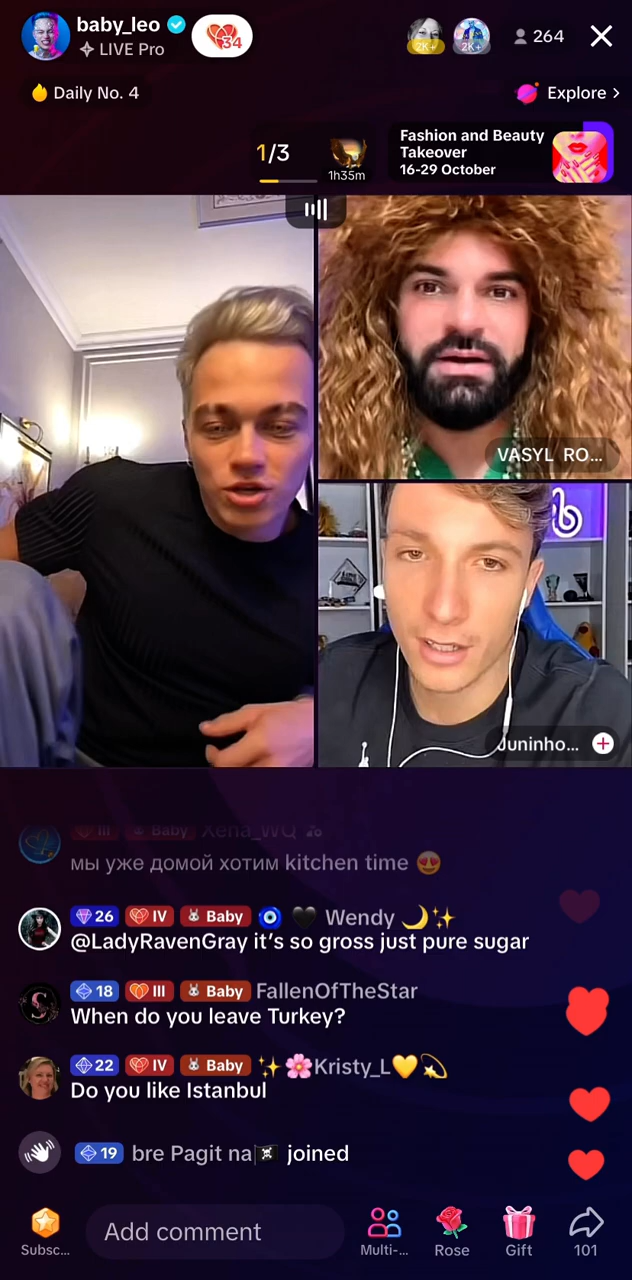 baby_leo
LIVE Pro
34
2K+
2K+
264
Daily No. 4
Explore >
1/3
1h35m
Fashion and Beauty
Takeover
16-29 October
VASYL RO...
Juninho...
III Baby Xena_WQ
мы уже домой хотим kitchen time 😍
26 IV Baby 🧿 🖤 Wendy 🌙✨
@LadyRavenGray it's so gross just pure sugar
18 III Baby FallenOfTheStar
When do you leave Turkey?
22 IV Baby ✨🌸Kristy_L💛💫
Do you like Istanbul
19 bre Pagit na🏴‍☠️ joined
Subsc...
Add comment
Multi-...
Rose
Gift
101